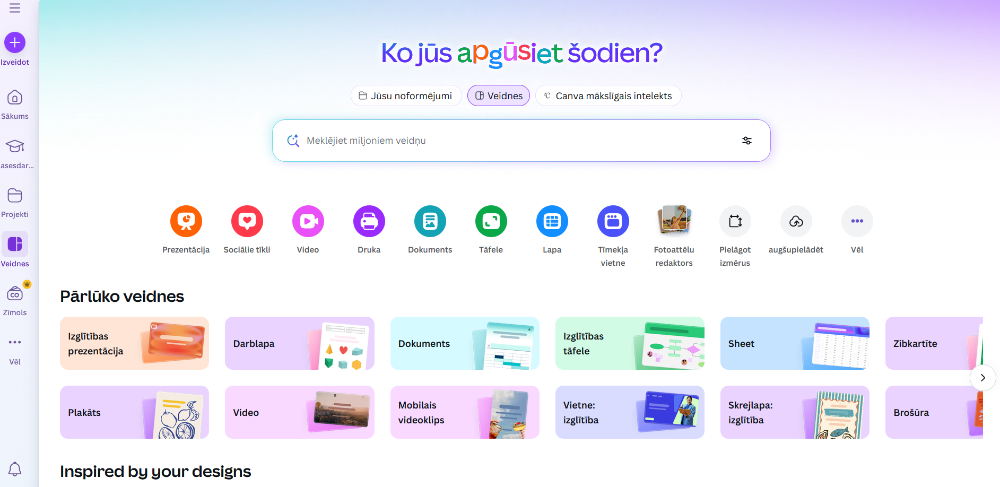 Ko jūs apgūsiet šodien?
Jūsu noformējumi
Veidnes
Canva mākslīgais intelekts
Meklējiet miljoniem veidņu
Izveidot
Sākums
asesdar...
Projekti
Veidnes
CO
Zīmols
Vēl
Prezentācija
Sociālie tīkli
Video
Druka
Dokuments
Tāfele
Lapa
Tīmekļa
vietne
Fotoattēlu
redaktors
Pielāgot
izmērus
augšupielādēt
Vēl
Pārlūko veidnes
Izglītības
prezentācija
Darblapa
Dokuments
Izglītības
tāfele
Sheet
Zibkartīte
Plakāts
Video
Mobilais
videoklips
Vietne:
izglītība
Skrejlapa:
izglītība
Brošūra
Inspired by your designs